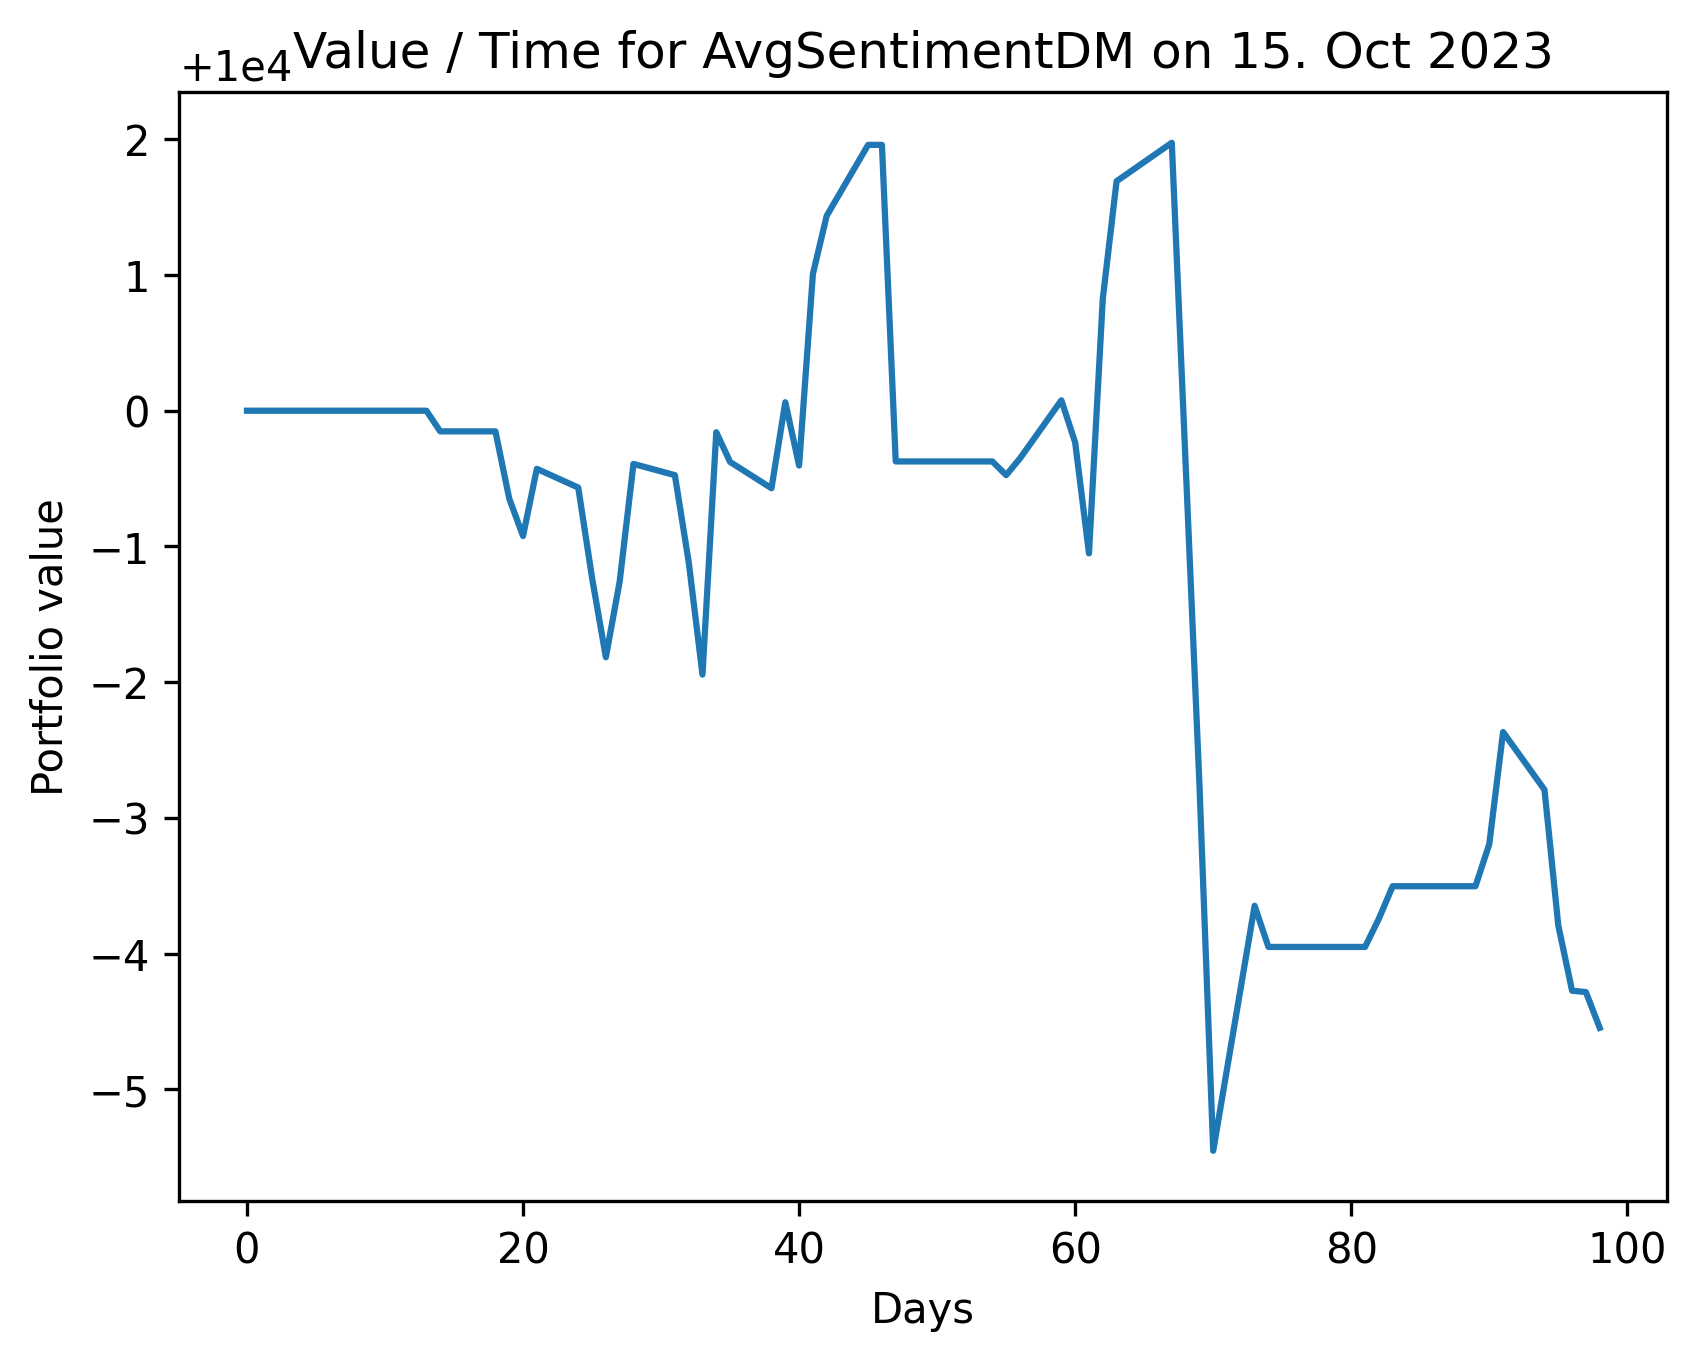 Value / Time for AvgSentimentDM on 15. Oct 2023
+1e4
2
1
0
−1
−2
−3
−4
−5
Portfolio value
0 20 40 60 80 100
Days